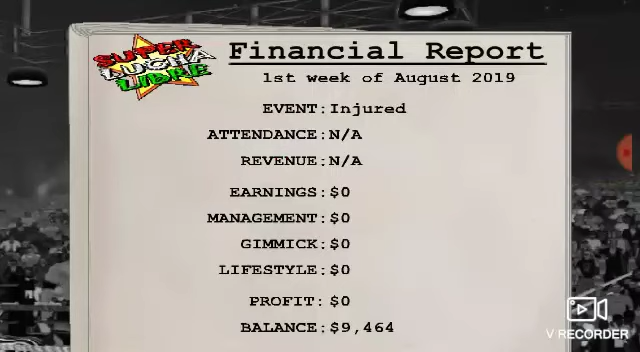 SUPER
LUCHA
LIBRE
Financial Report
1st week of August 2019
EVENT: Injured
ATTENDANCE: N/A
REVENUE: N/A
EARNINGS: $0
MANAGEMENT: $0
GIMMICK: $0
LIFESTYLE: $0
PROFIT: $0
BALANCE: $9,464
V RECORDER